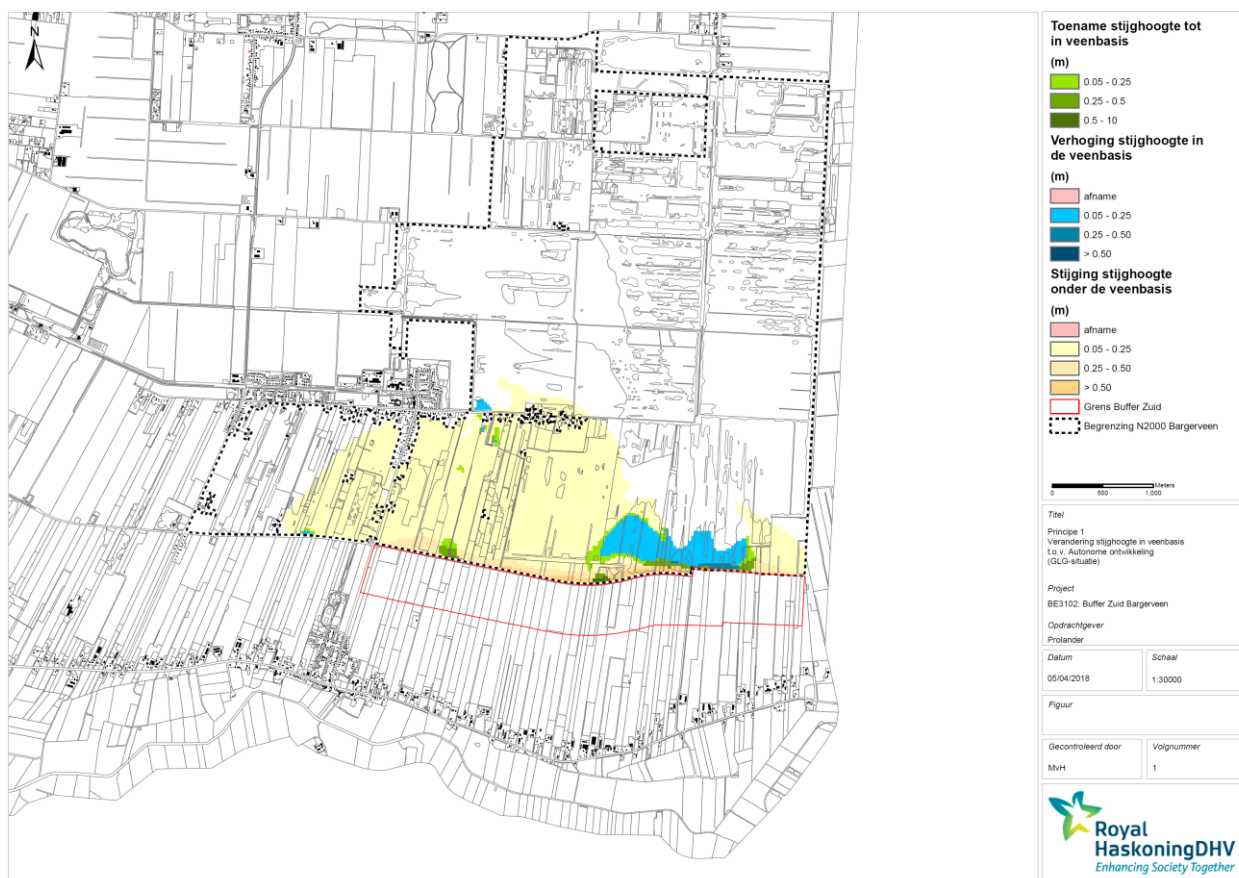 N
Toename stijghoogte tot
in veenbasis
(m)
0.05 - 0.25
0.25 - 0.5
0.5 - 10
Verhoging stijghoogte in
de veenbasis
(m)
afname
0.05 - 0.25
0.25 - 0.50
> 0.50
Stijging stijghoogte
onder de veenbasis
(m)
afname
0.05 - 0.25
0.25 - 0.50
> 0.50
Grens Buffer Zuid
Begrenzing N2000 Bargerveen
Meters
0 500 1.000
Titel
Principe 1
Verandering stijghoogte in veenbasis
t.o.v. Autonome ontwikkeling
(GLG-situatie)
Project
BE3102: Buffer Zuid Bargerveen
Opdrachtgever
Prolander
Datum
05/04/2018
Schaal
1:30000
Figuur
Gecontroleerd door
MvH
Volgnummer
1
Royal
HaskoningDHV
Enhancing Society Together